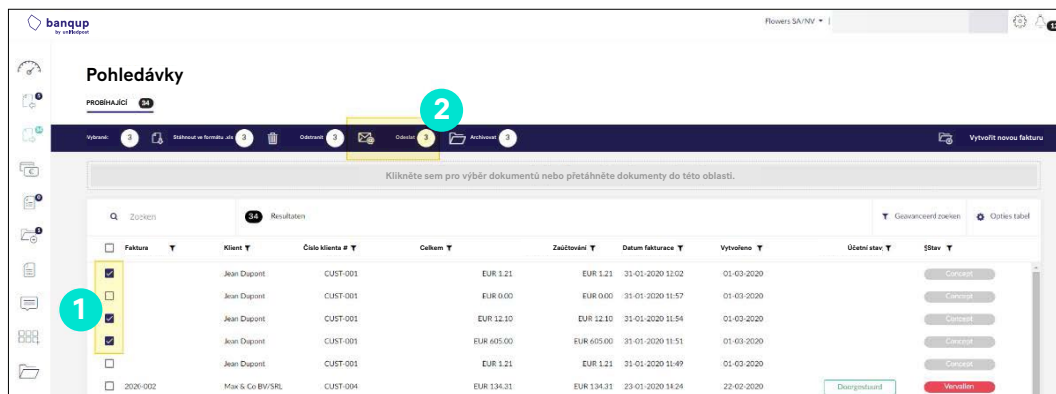 banqup
by unifiedpost
Flowers SA/NV
Pohledávky
PROBÍHAJÍCÍ 34
2
Vybrané: 3 Stáhnout ve formátu .xls 3 Odstranit 3 Odeslat 3 Archivovat 3 Vytvořit novou fakturu
Klikněte sem pro výběr dokumentů nebo přetáhněte dokumenty do této oblasti.
Zoeken 34 Resultaten Geavanceerd zoeken Opties tabel
Faktura Klient Číslo klienta # Celkem Zaúčtování Datum fakturace Vytvořeno Účetní stav: §Stav
Jean Dupont CUST-001 EUR 1.21 EUR 1.21 31-01-2020 12:02 01-03-2020 Concept
Jean Dupont CUST-001 EUR 0.00 EUR 0.00 31-01-2020 11:57 01-03-2020 Concept
1
Jean Dupont CUST-001 EUR 12.10 EUR 12.10 31-01-2020 11:54 01-03-2020 Concept
Jean Dupont CUST-001 EUR 605.00 EUR 605.00 31-01-2020 11:51 01-03-2020 Concept
Jean Dupont CUST-001 EUR 1.21 EUR 1.21 31-01-2020 11:49 01-03-2020 Concept
2020-002 Max & Co BV/SRL CUST-004 EUR 134.31 EUR 134.31 23-01-2020 14:24 22-02-2020 Doorgestuurd Vervallen